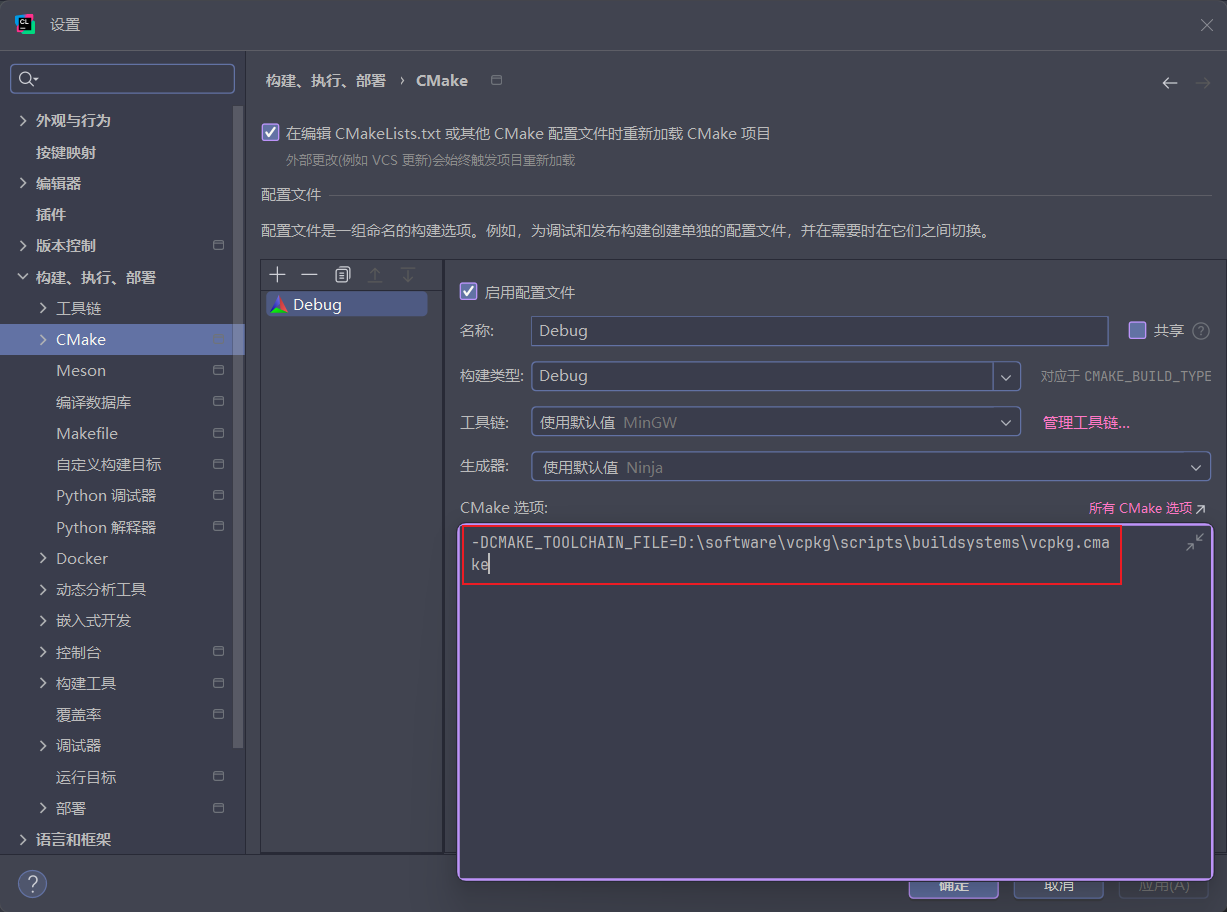 CL
设置
构建、执行、部署 › CMake
外观与行为
按键映射
编辑器
插件
版本控制
构建、执行、部署
工具链
CMake
Meson
编译数据库
Makefile
自定义构建目标
Python 调试器
Python 解释器
Docker
动态分析工具
嵌入式开发
控制台
构建工具
覆盖率
调试器
运行目标
部署
语言和框架
在编辑 CMakeLists.txt 或其他 CMake 配置文件时重新加载 CMake 项目
外部更改(例如 VCS 更新)会始终触发项目重新加载
配置文件
配置文件是一组命名的构建选项。例如，为调试和发布构建创建单独的配置文件，并在需要时在它们之间切换。
Debug
启用配置文件
名称: Debug 共享 ?
构建类型: Debug 对应于 CMAKE_BUILD_TYPE
工具链: 使用默认值 MinGW 管理工具链...
生成器: 使用默认值 Ninja
CMake 选项: 所有 CMake 选项
-DCMAKE_TOOLCHAIN_FILE=D:\software\vcpkg\scripts\buildsystems\vcpkg.cma
ke
? 确定 取消 应用(A)